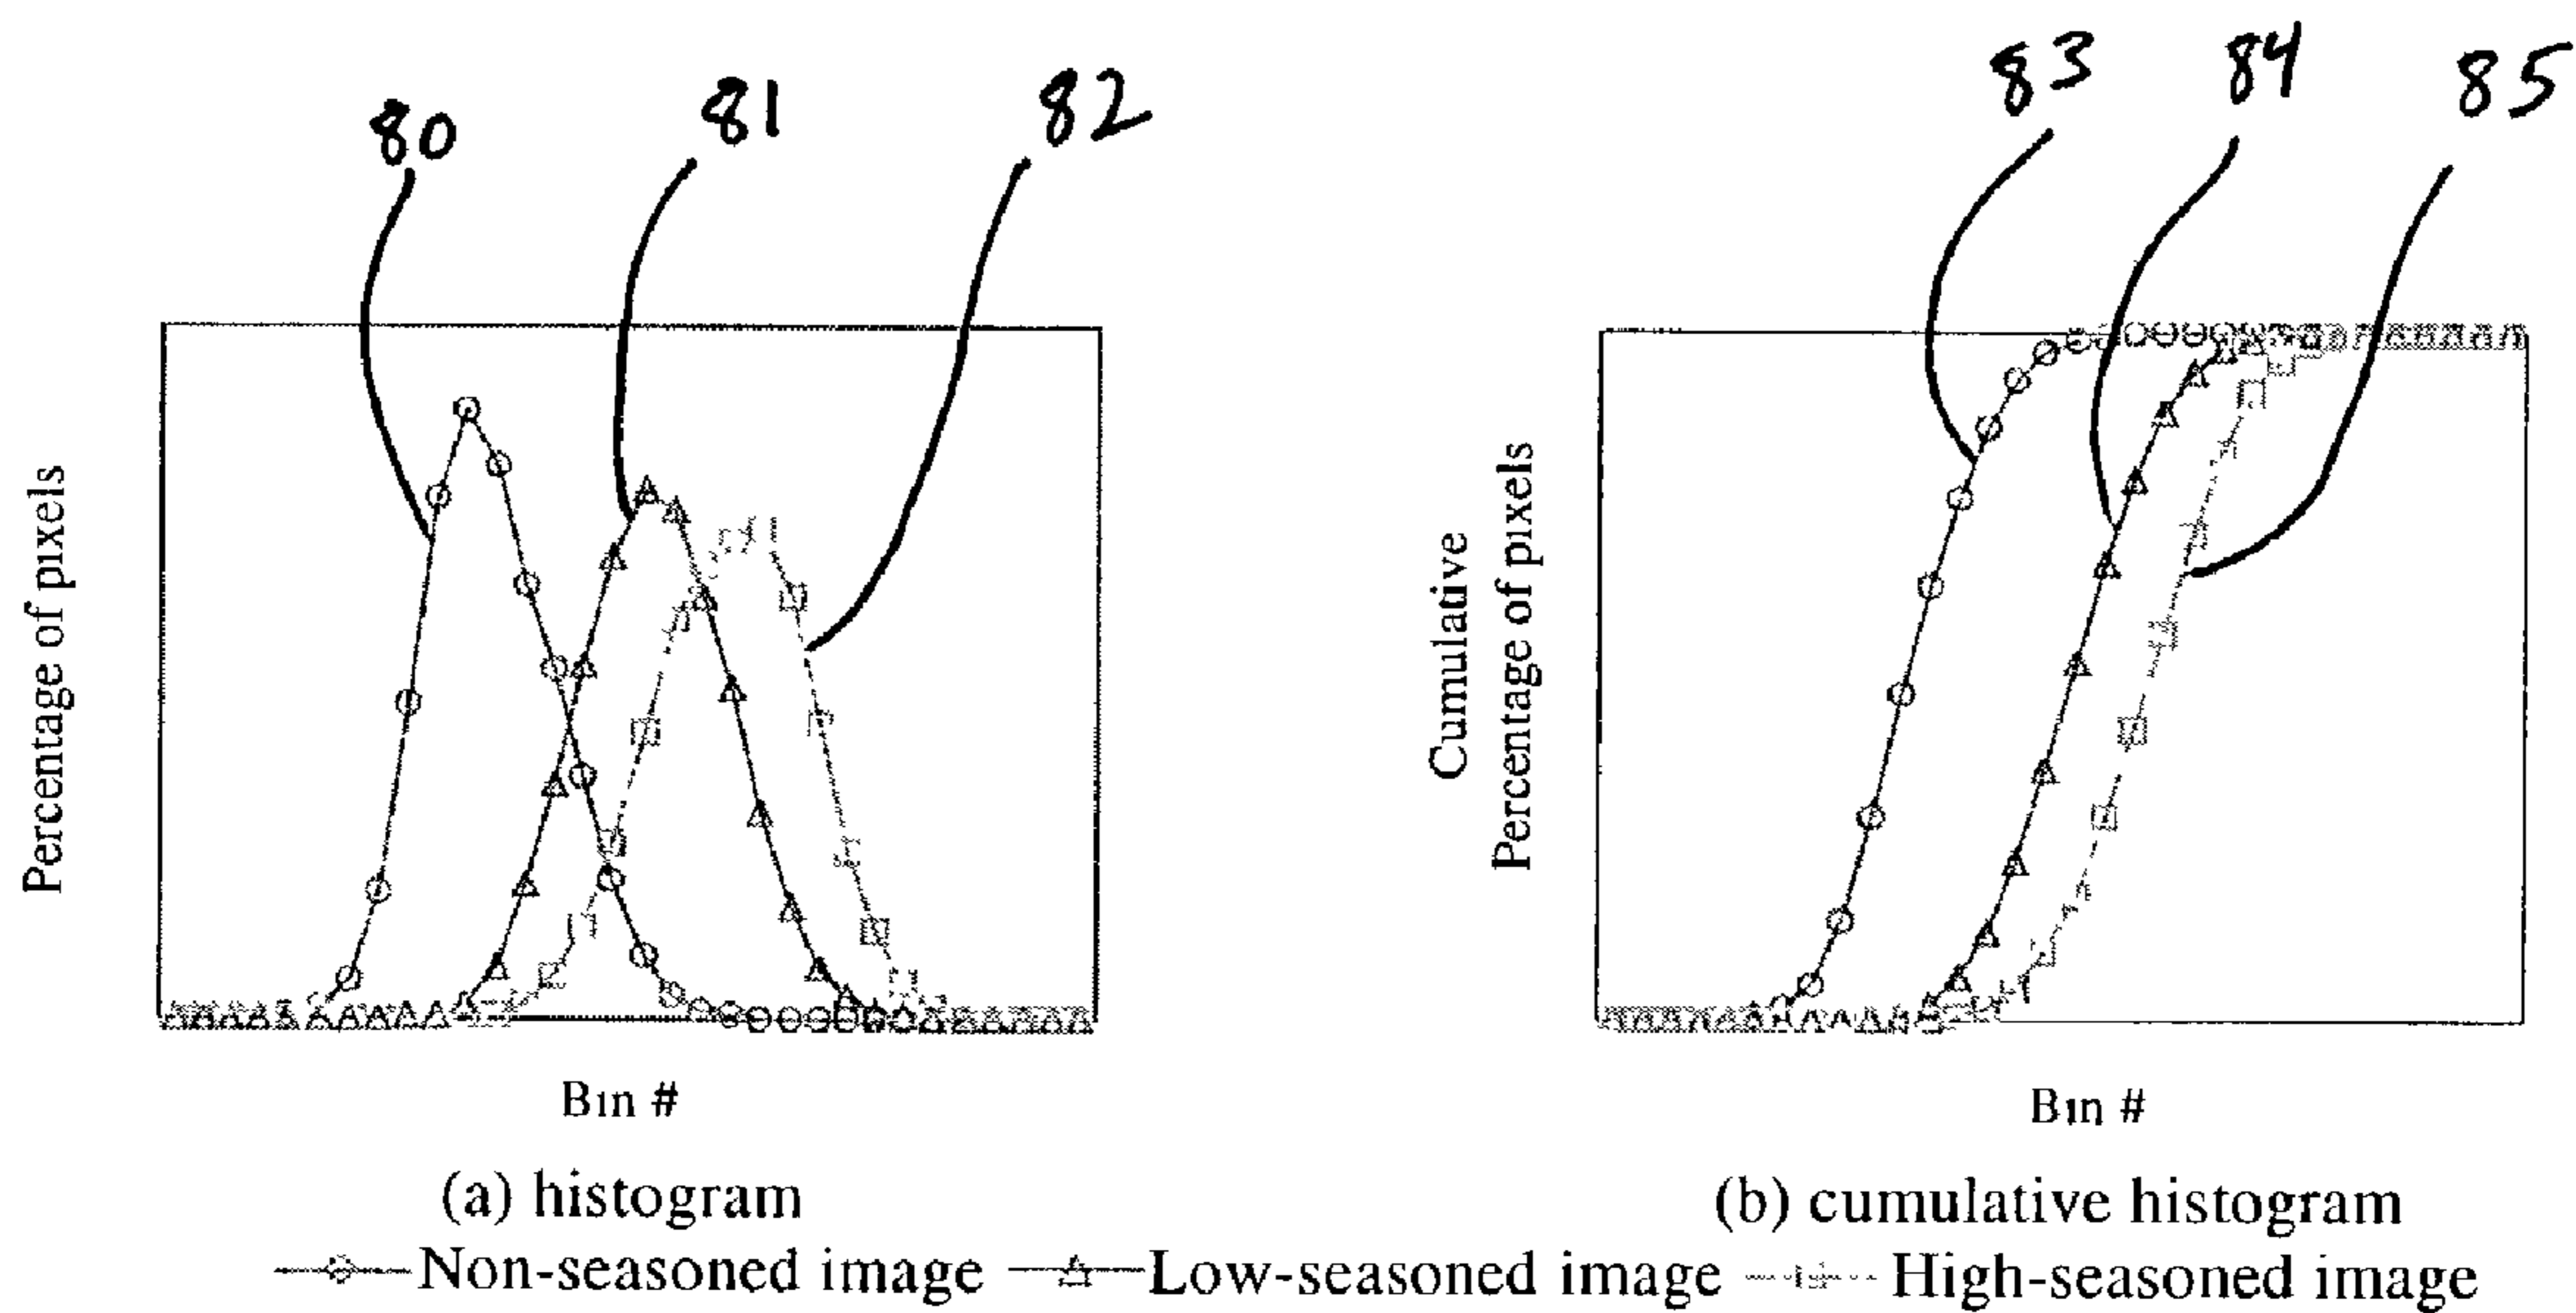 80 81 82 83 84 85
Percentage of pixels
Cumulative
Percentage of pixels
Bin #
Bin #
(a) histogram
(b) cumulative histogram
Non-seasoned image Low-seasoned image High-seasoned image